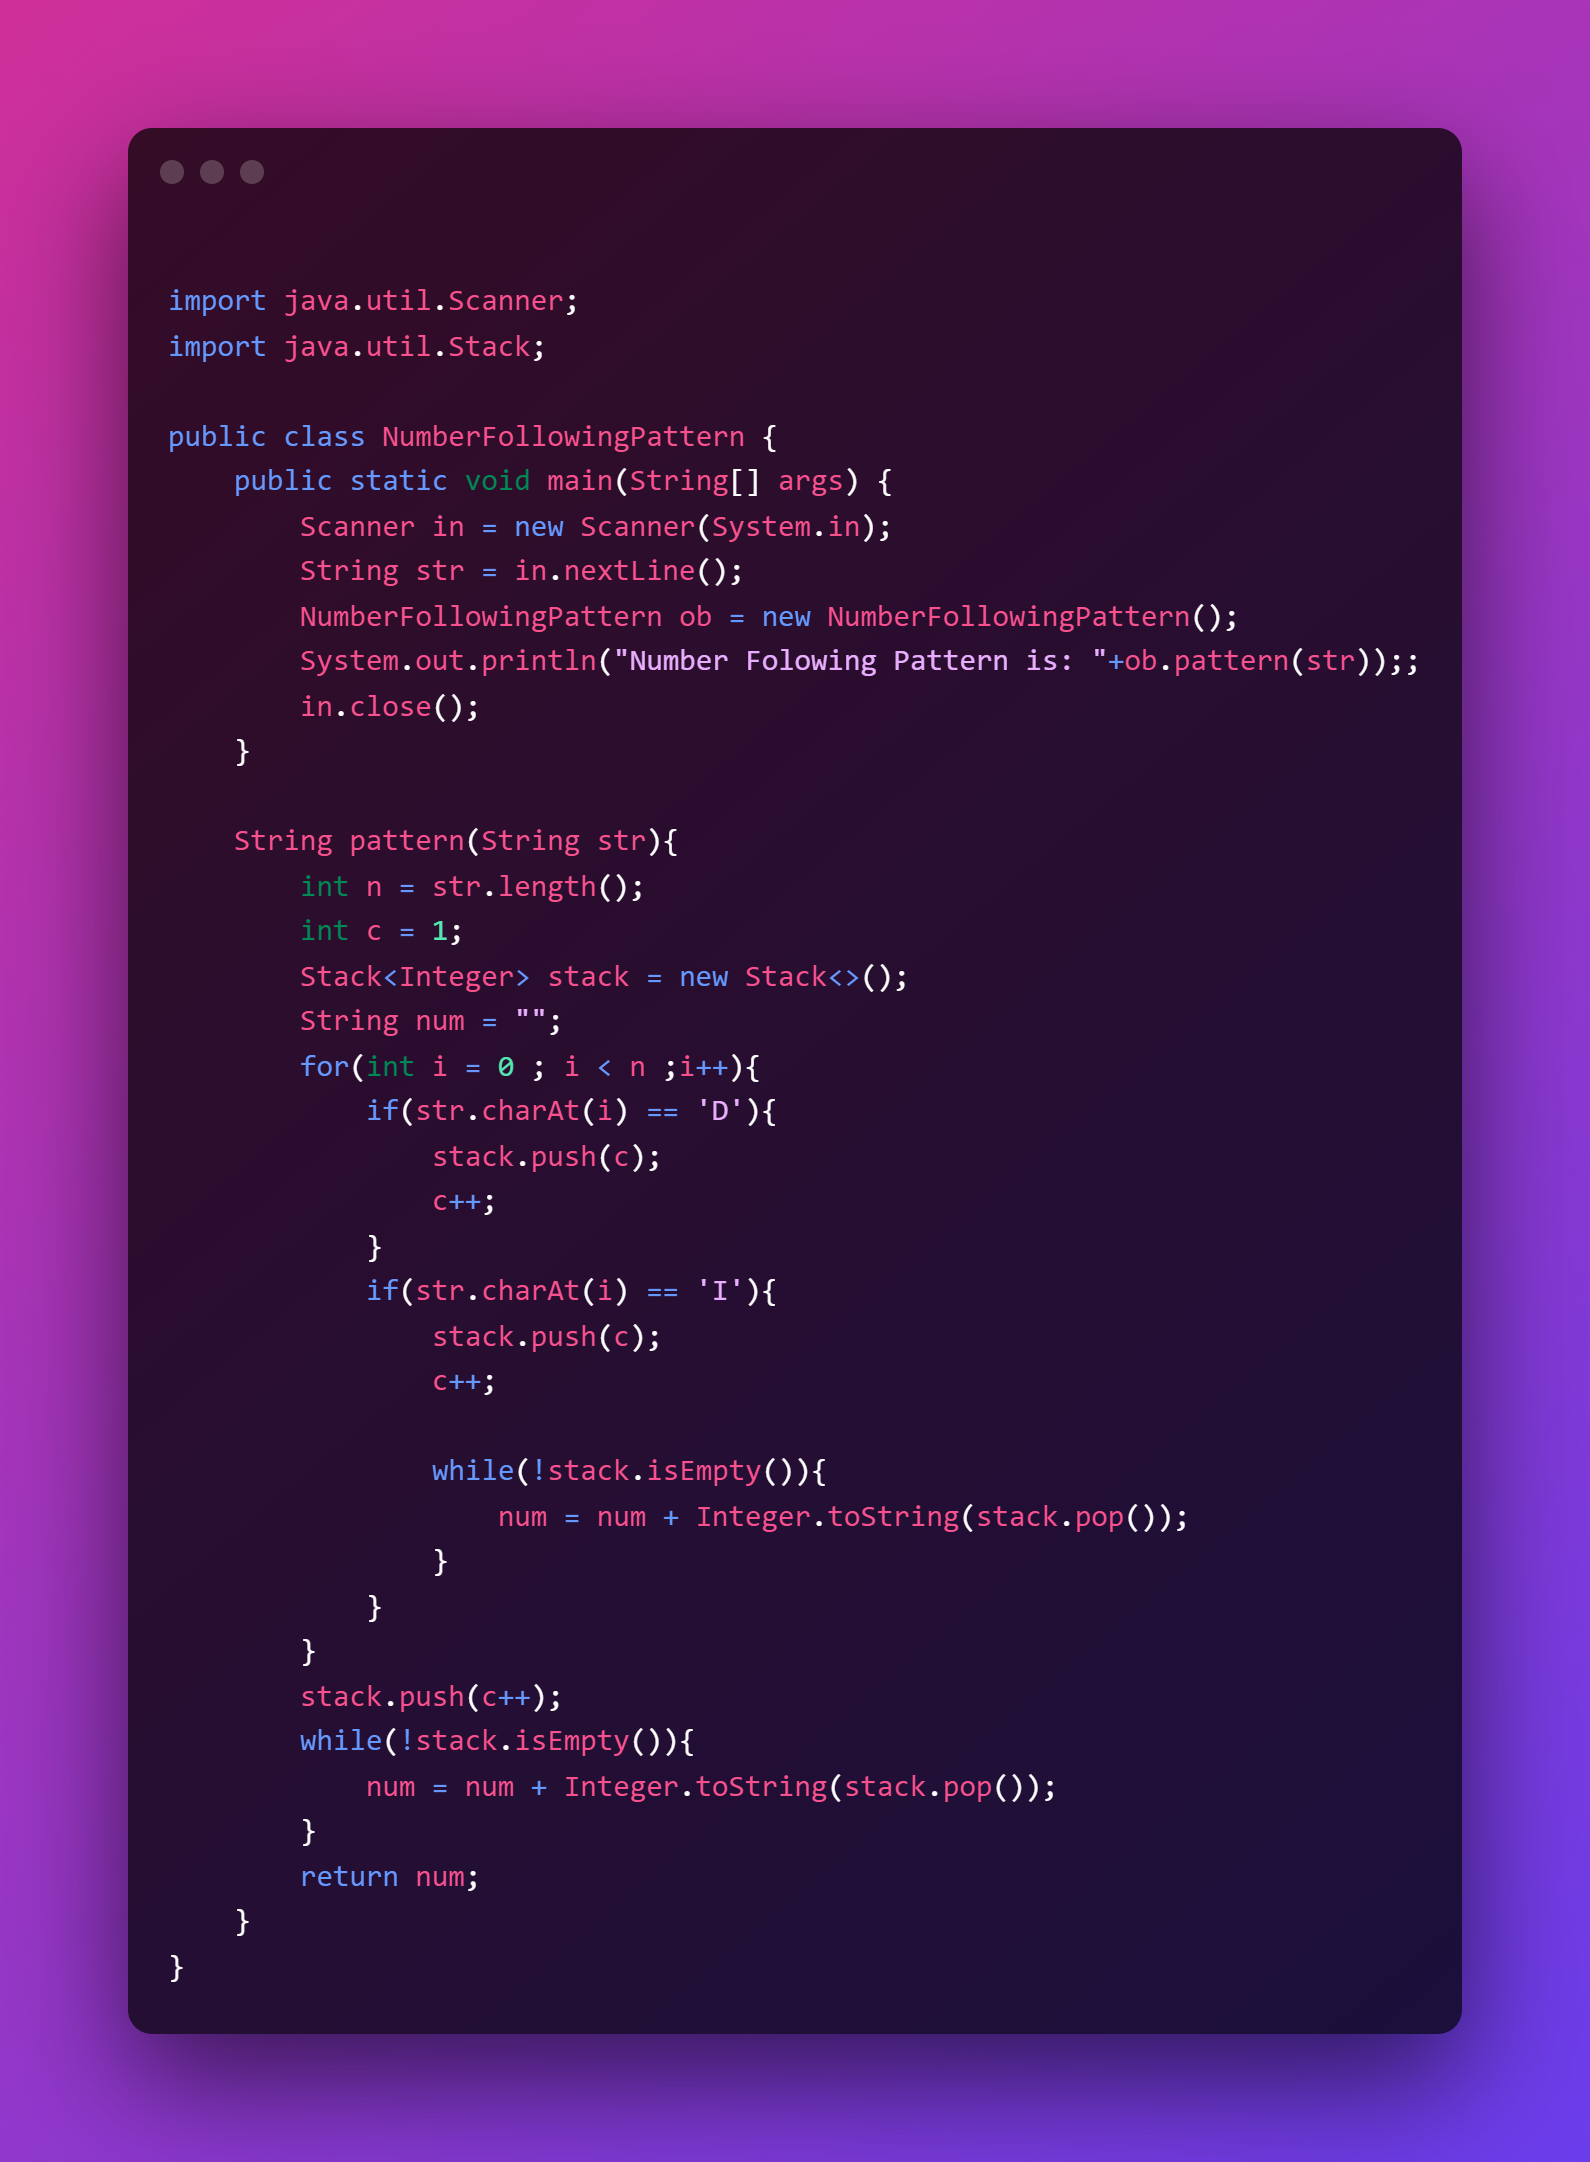 import java.util.Scanner;
import java.util.Stack;

public class NumberFollowingPattern {
    public static void main(String[] args) {
        Scanner in = new Scanner(System.in);
        String str = in.nextLine();
        NumberFollowingPattern ob = new NumberFollowingPattern();
        System.out.println("Number Folowing Pattern is: "+ob.pattern(str));;
        in.close();
    }

    String pattern(String str){
        int n = str.length();
        int c = 1;
        Stack<Integer> stack = new Stack<>();
        String num = "";
        for(int i = 0 ; i < n ;i++){
            if(str.charAt(i) == 'D'){
                stack.push(c);
                c++;
            }
            if(str.charAt(i) == 'I'){
                stack.push(c);
                c++;

                while(!stack.isEmpty()){
                    num = num + Integer.toString(stack.pop());
                }
            }
        }
        stack.push(c++);
        while(!stack.isEmpty()){
            num = num + Integer.toString(stack.pop());
        }
        return num;
    }
}